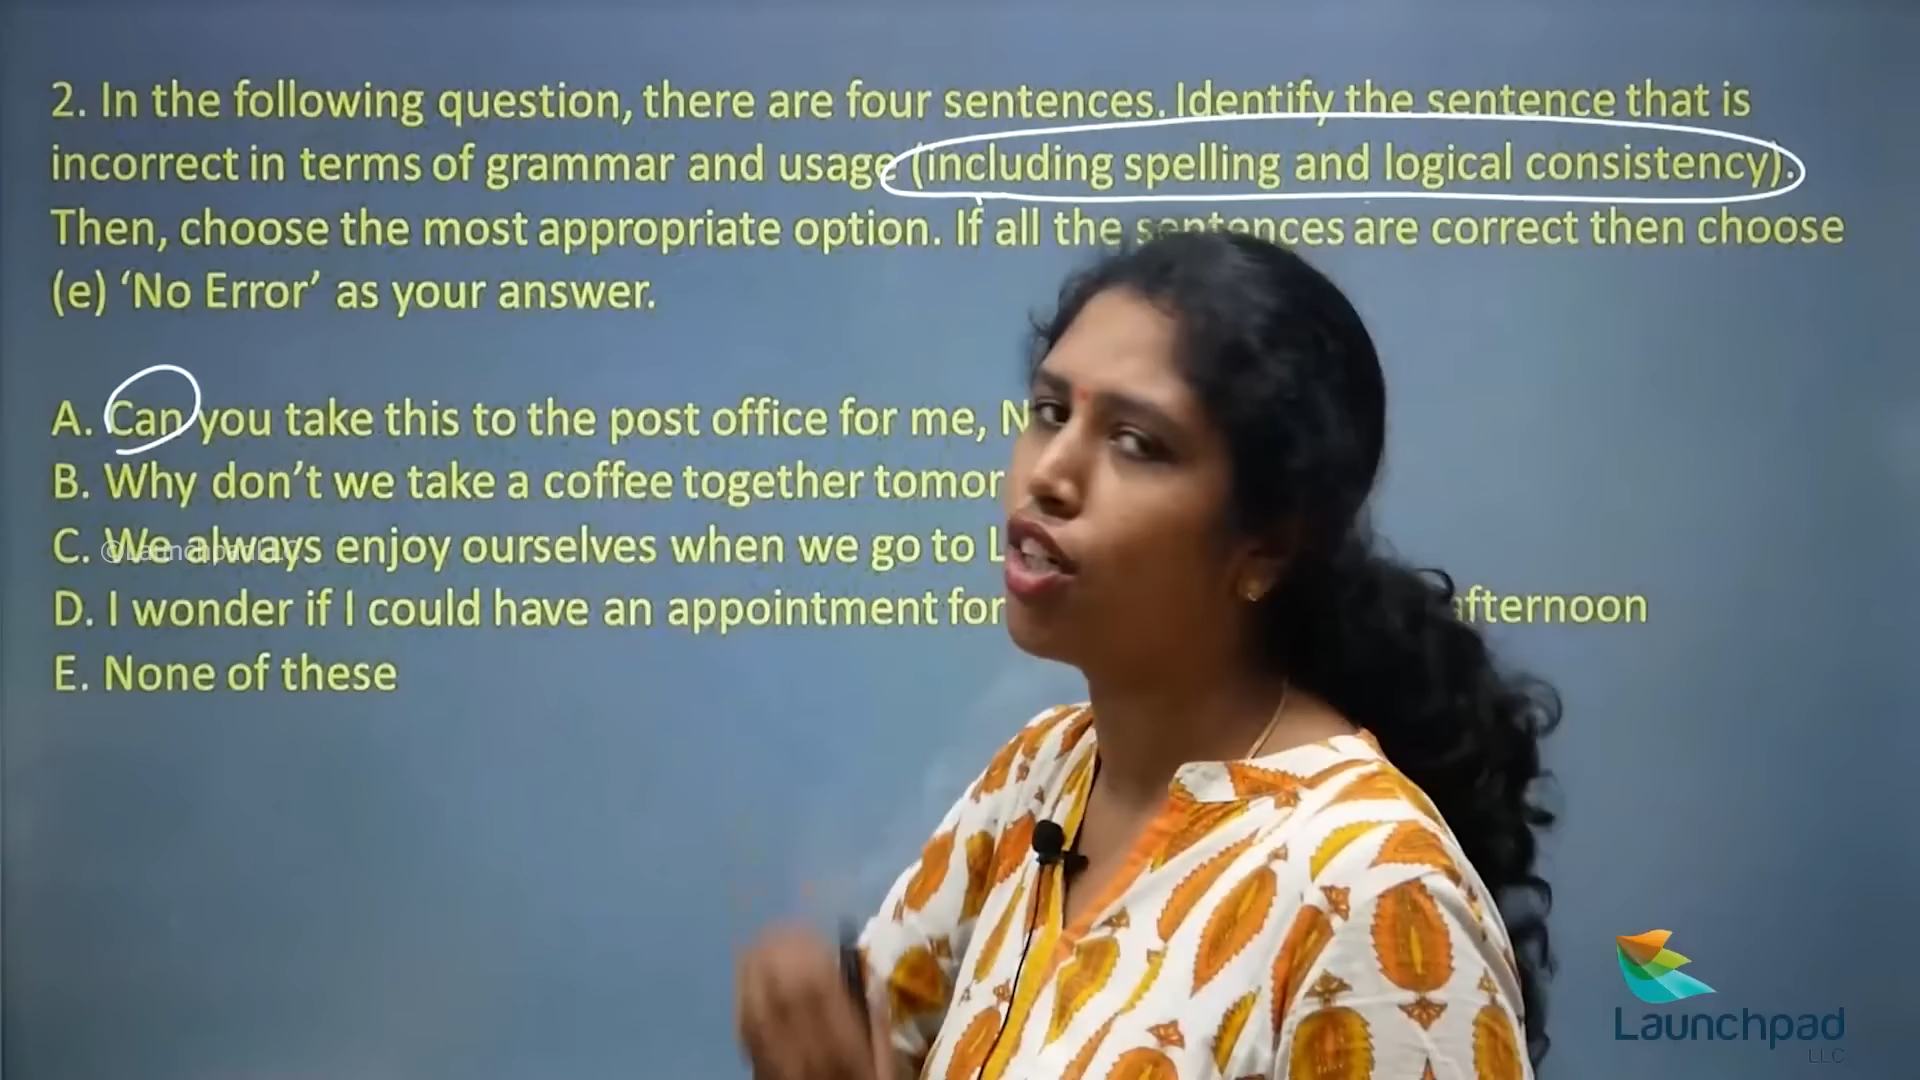 2. In the following question, there are four sentences. Identify the sentence that is
incorrect in terms of grammar and usage (including spelling and logical consistency).
Then, choose the most appropriate option. If all the sentences are correct then choose
(e) ‘No Error’ as your answer.
A. Can you take this to the post office for me,
B. Why don’t we take a coffee together
C. We always enjoy ourselves when we go to
D. I wonder if I could have an appointment for afternoon
E. None of these
©LaunchpadLLC
Launchpad
LLC